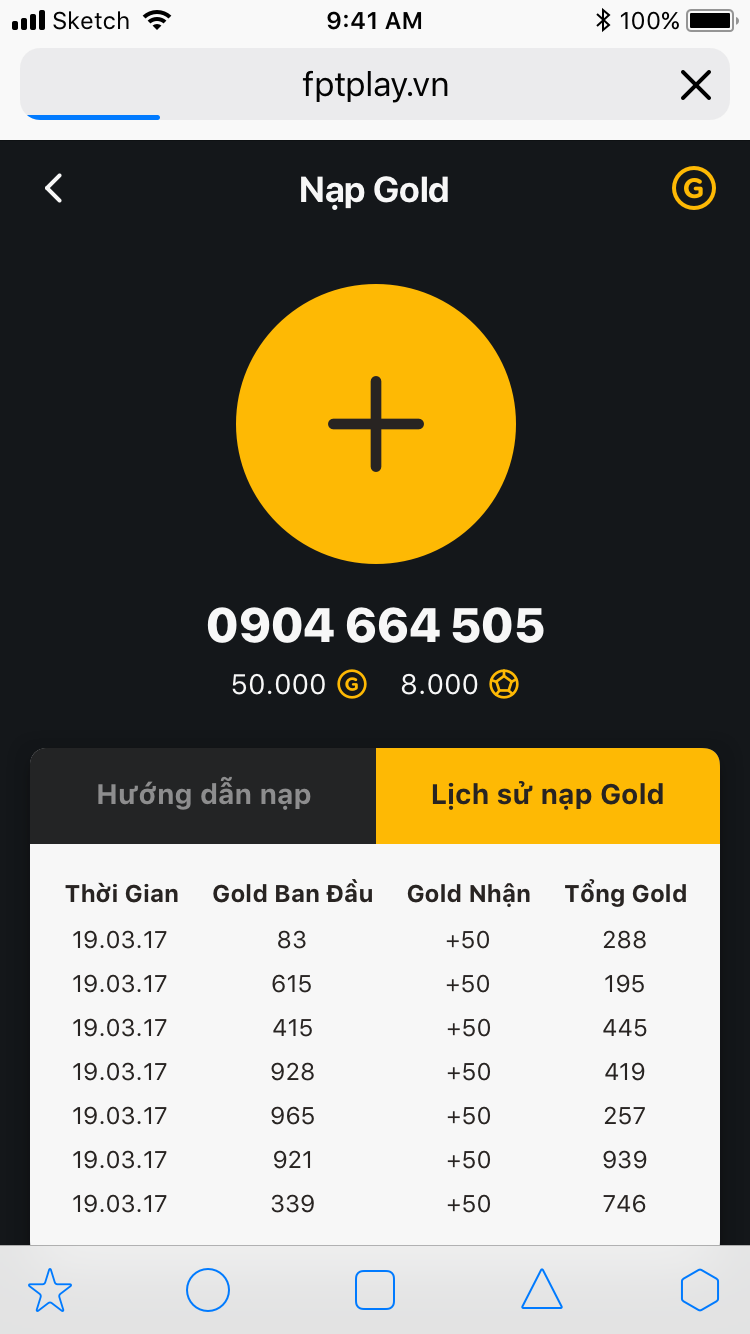 Sketch 9:41 AM 100%
fptplay.vn
Nạp Gold G
0904 664 505
50.000 G 8.000
Hướng dẫn nạp Lịch sử nạp Gold
Thời Gian Gold Ban Đầu Gold Nhận Tổng Gold
19.03.17 83 +50 288
19.03.17 615 +50 195
19.03.17 415 +50 445
19.03.17 928 +50 419
19.03.17 965 +50 257
19.03.17 921 +50 939
19.03.17 339 +50 746